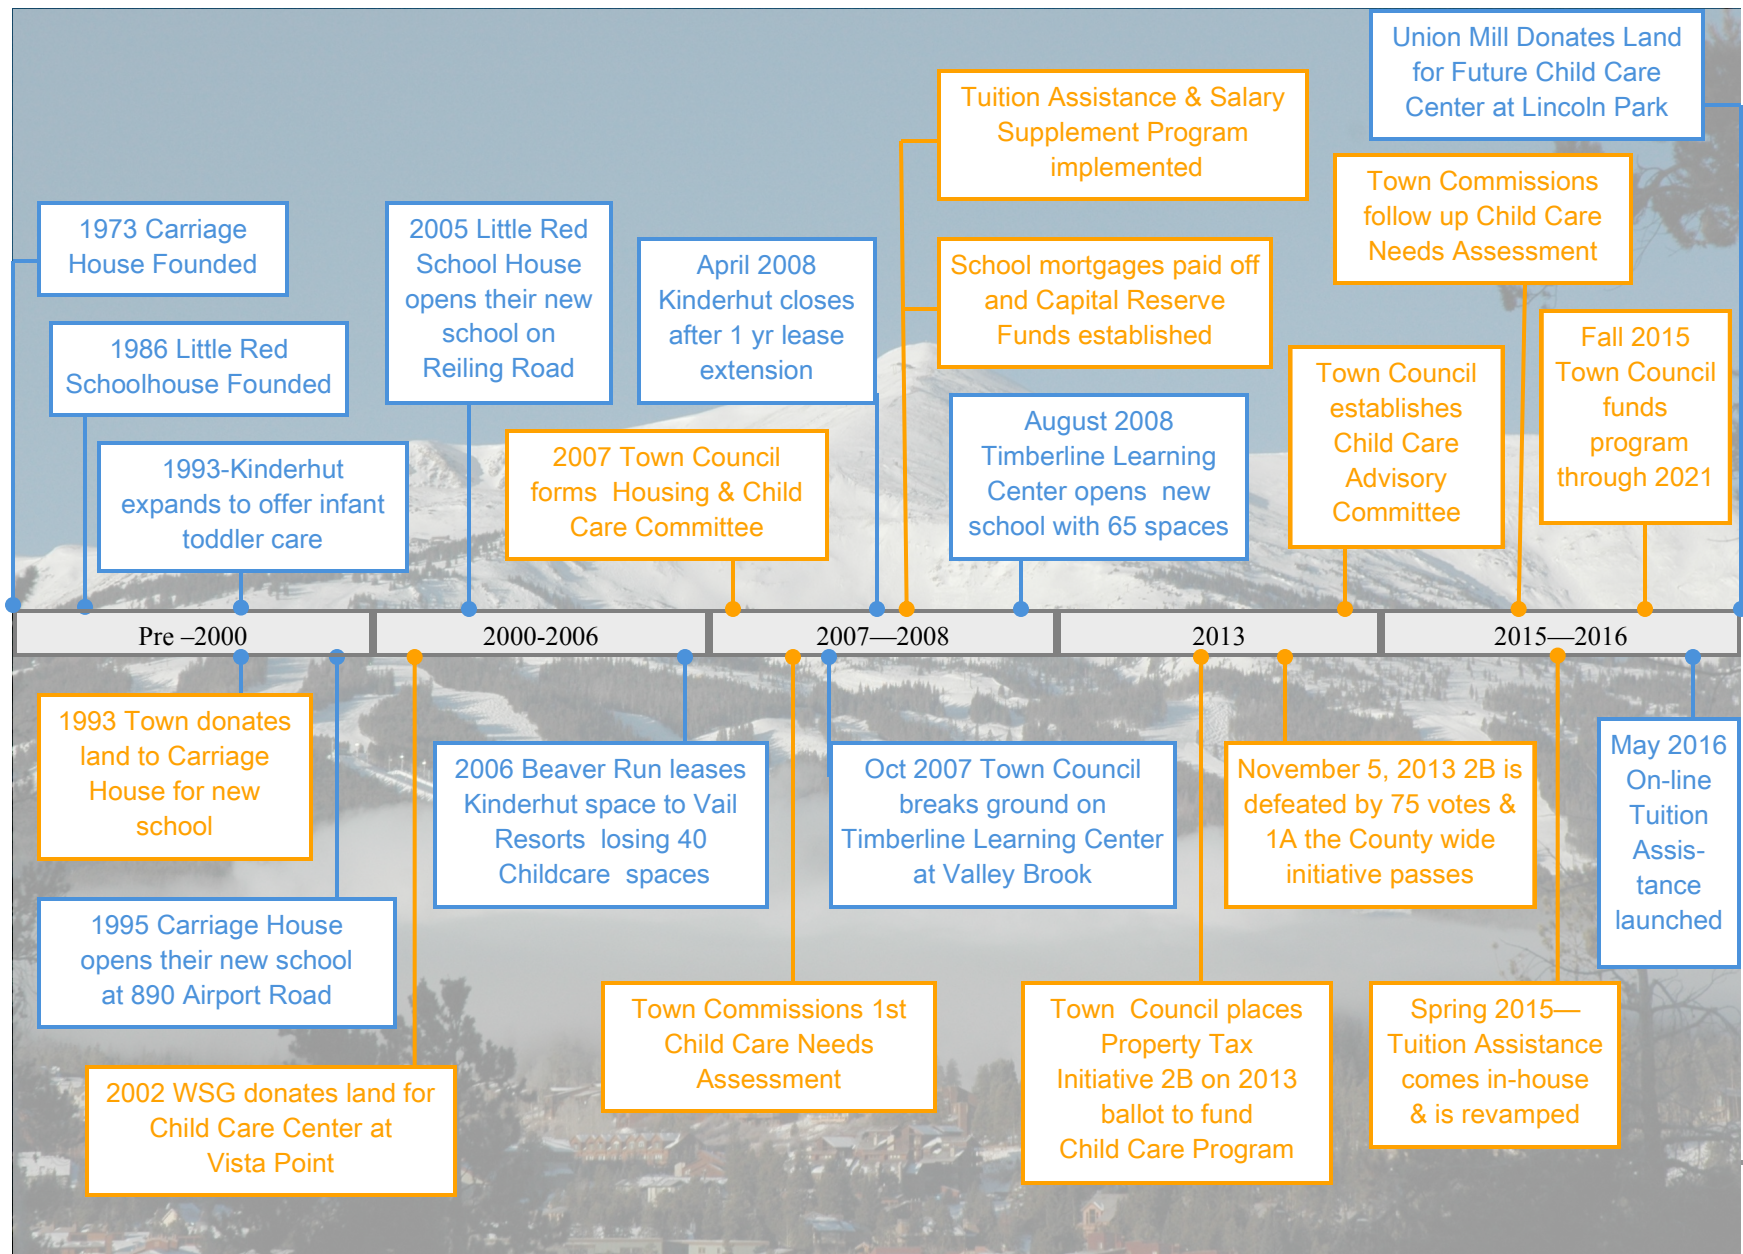 Union Mill Donates Land
for Future Child Care
Center at Lincoln Park
Tuition Assistance & Salary
Supplement Program
implemented
Town Commissions
follow up Child Care
Needs Assessment
1973 Carriage
House Founded
2005 Little Red
School House
opens their new
school on
Reiling Road
April 2008
Kinderhut closes
after 1 yr lease
extension
School mortgages paid off
and Capital Reserve
Funds established
1986 Little Red
Schoolhouse Founded
Town Council
establishes
Child Care
Advisory
Committee
Fall 2015
Town Council
funds
program
through 2021
1993-Kinderhut
expands to offer infant
toddler care
2007 Town Council
forms  Housing & Child
Care Committee
August 2008
Timberline Learning
Center opens  new
school with 65 spaces
Pre –2000
2000-2006
2007—2008
2013
2015—2016
1993 Town donates
land to Carriage
House for new
school
2006 Beaver Run leases
Kinderhut space to Vail
Resorts  losing 40
Childcare  spaces
Oct 2007 Town Council
breaks ground on
Timberline Learning Center
at Valley Brook
November 5, 2013 2B is
defeated by 75 votes &
1A the County wide
initiative passes
May 2016
On-line
Tuition
Assis-
tance
launched
1995 Carriage House
opens their new school
at 890 Airport Road
Town Commissions 1st
Child Care Needs
Assessment
Town  Council places
Property Tax
Initiative 2B on 2013
ballot to fund
Child Care Program
Spring 2015—
Tuition Assistance
comes in-house
& is revamped
2002 WSG donates land for
Child Care Center at
Vista Point